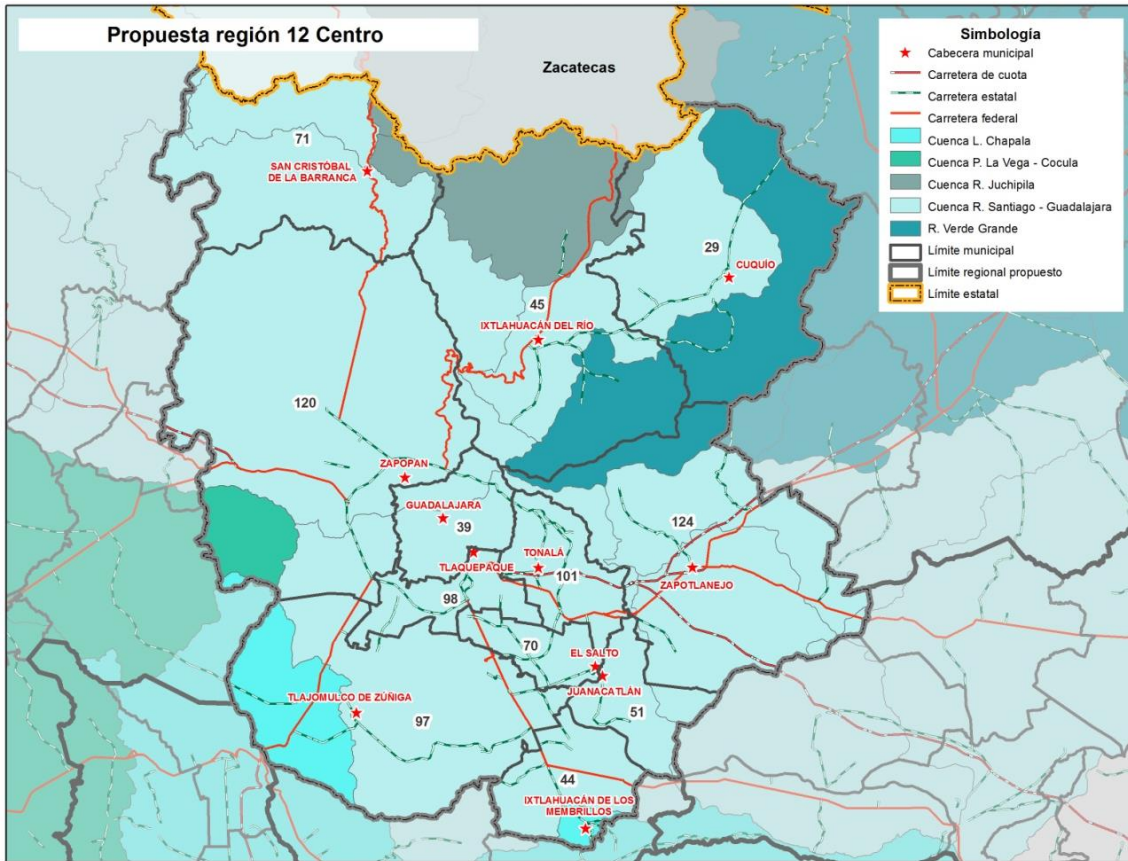 Propuesta región 12 Centro
Zacatecas
Simbología
Cabecera municipal
Carretera de cuota
Carretera estatal
Carretera federal
Cuenca L. Chapala
Cuenca P. La Vega - Cocula
Cuenca R. Juchipila
Cuenca R. Santiago - Guadalajara
R. Verde Grande
Límite municipal
Límite regional propuesto
Límite estatal
71
SAN CRISTÓBAL
DE LA BARRANCA
29
CUQUÍO
45
IXTLAHUACÁN DEL RÍO
120
ZAPOPAN
GUADALAJARA
39
124
TLAQUEPAQUE
TONALÁ
101
ZAPOTLANEJO
98
70
EL SALTO
JUANACATLÁN
TLAJOMULCO DE ZÚÑIGA
97
51
44
IXTLAHUACÁN DE LOS
MEMBRILLOS